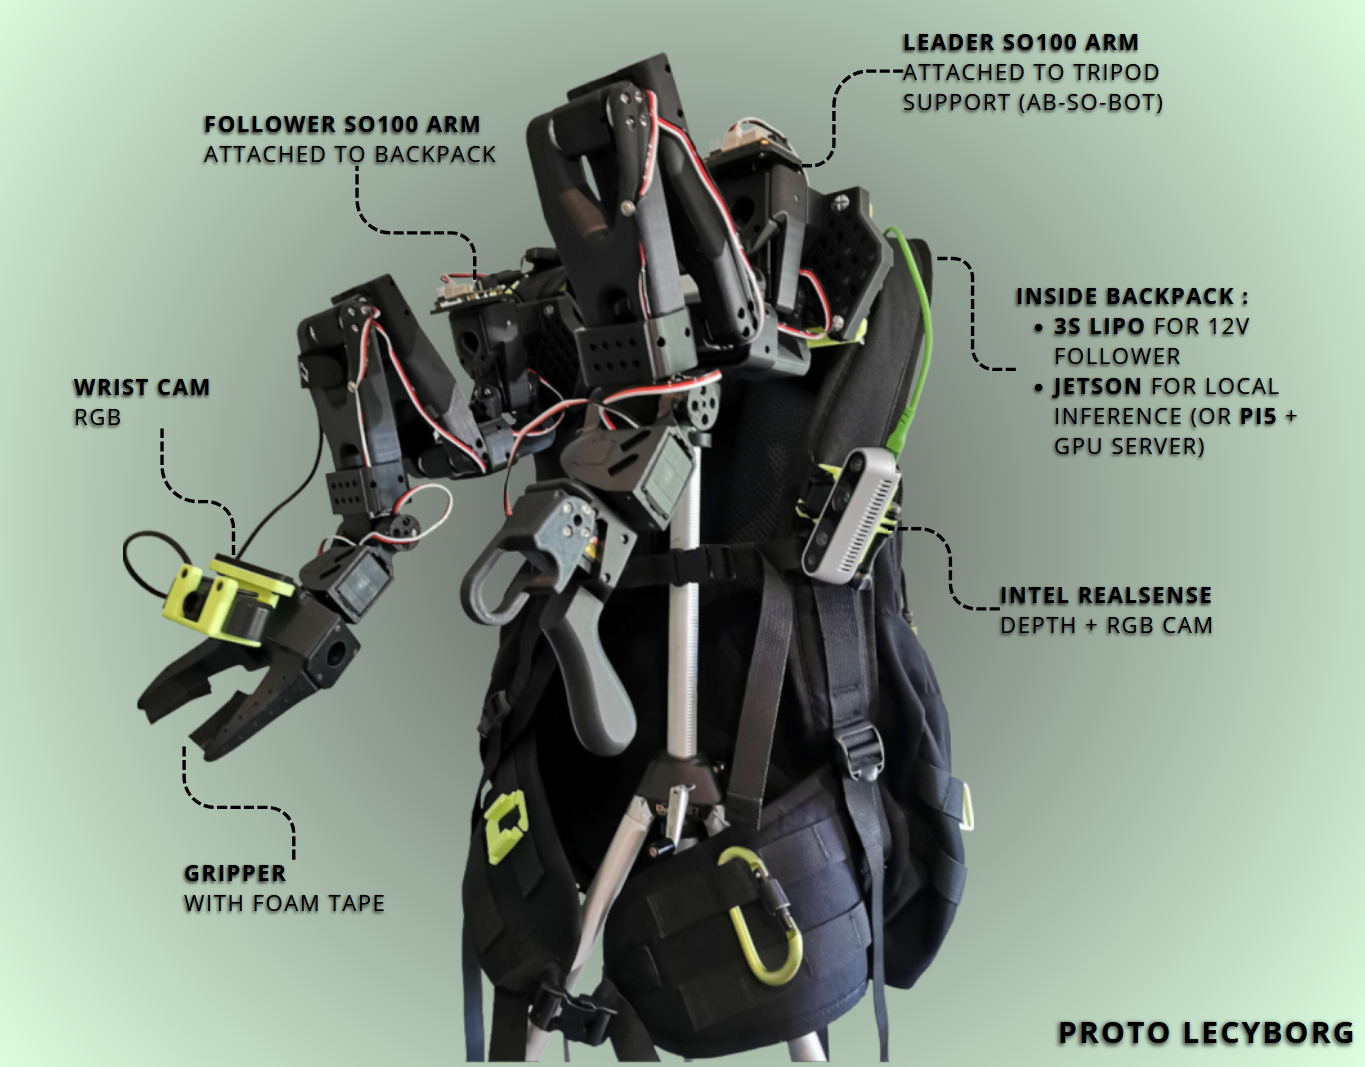 LEADER SO100 ARM
ATTACHED TO TRIPOD
SUPPORT (AB-SO-BOT)
FOLLOWER SO100 ARM
ATTACHED TO BACKPACK
INSIDE BACKPACK :
• 3S LIPO FOR 12V
FOLLOWER
• JETSON FOR LOCAL
INFERENCE (OR PI5 +
GPU SERVER)
WRIST CAM
RGB
INTEL REALSENSE
DEPTH + RGB CAM
GRIPPER
WITH FOAM TAPE
PROTO LECYBORG